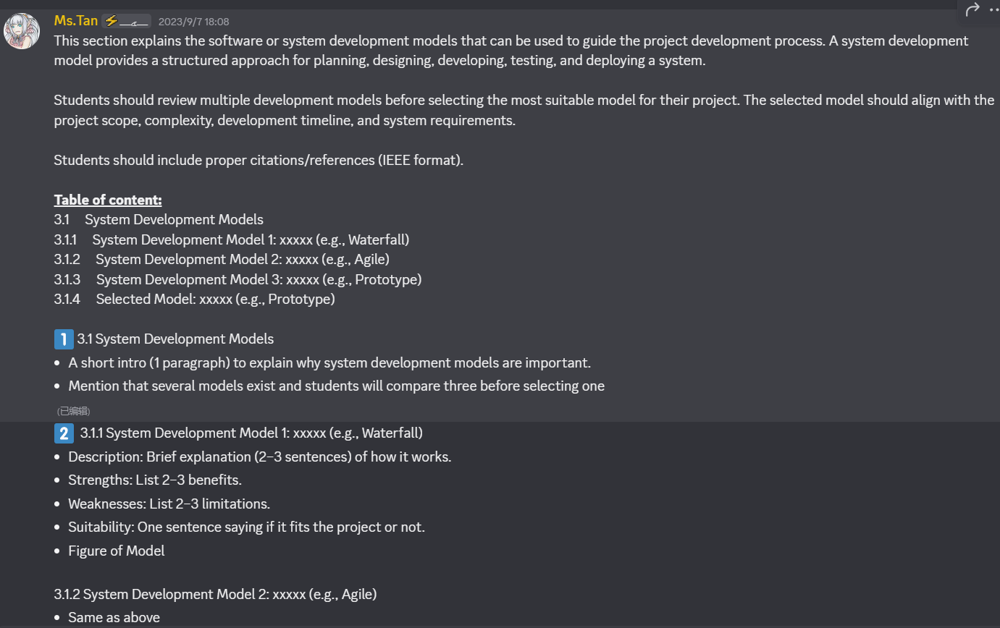 Ms.Tan 2023/9/7 18:08
This section explains the software or system development models that can be used to guide the project development process. A system development
model provides a structured approach for planning, designing, developing, testing, and deploying a system.
Students should review multiple development models before selecting the most suitable model for their project. The selected model should align with the
project scope, complexity, development timeline, and system requirements.
Students should include proper citations/references (IEEE format).
Table of content:
3.1 System Development Models
3.1.1 System Development Model 1: xxxxx (e.g., Waterfall)
3.1.2 System Development Model 2: xxxxx (e.g., Agile)
3.1.3 System Development Model 3: xxxxx (e.g., Prototype)
3.1.4 Selected Model: xxxxx (e.g., Prototype)
1 3.1 System Development Models
• A short intro (1 paragraph) to explain why system development models are important.
• Mention that several models exist and students will compare three before selecting one
(已编辑)
2 3.1.1 System Development Model 1: xxxxx (e.g., Waterfall)
• Description: Brief explanation (2–3 sentences) of how it works.
• Strengths: List 2–3 benefits.
• Weaknesses: List 2–3 limitations.
• Suitability: One sentence saying if it fits the project or not.
• Figure of Model
3.1.2 System Development Model 2: xxxxx (e.g., Agile)
• Same as above